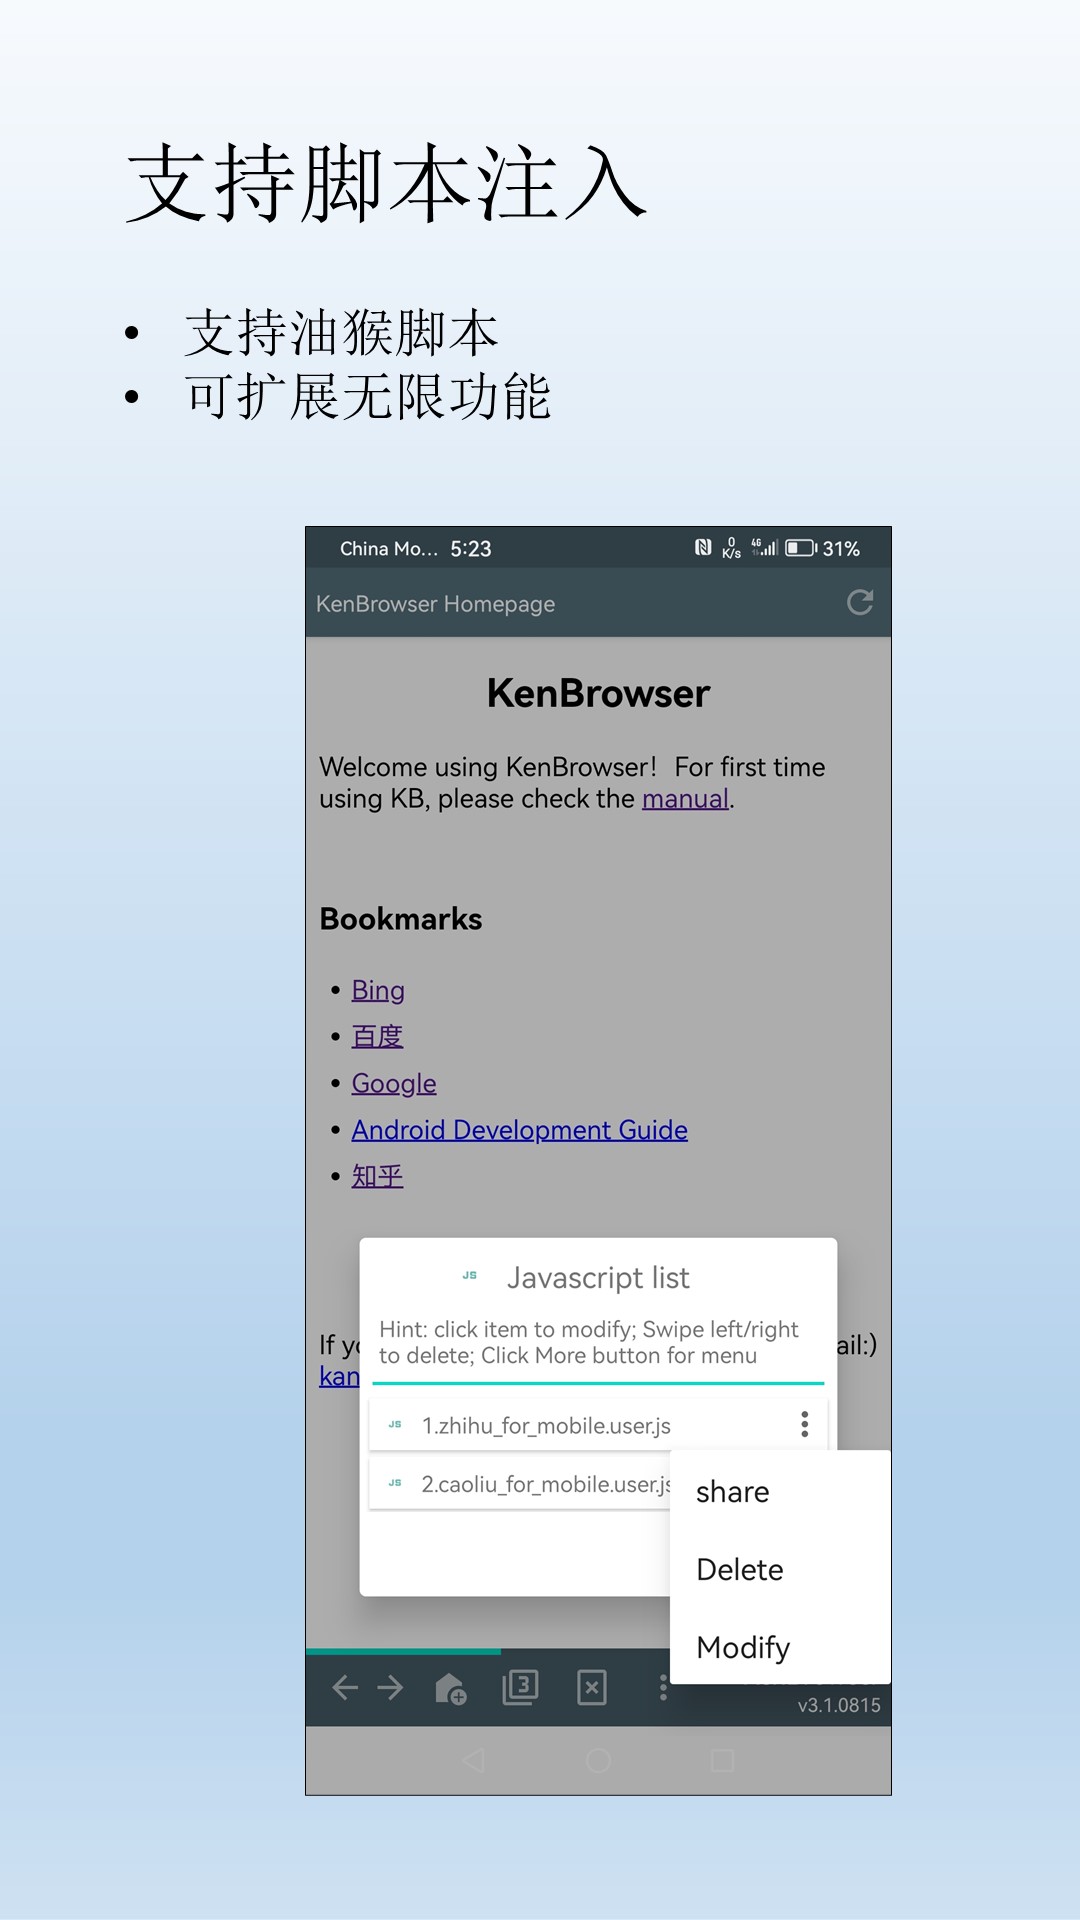 支持脚本注入
• 支持油猴脚本
• 可扩展无限功能
China Mo... 5:23 0 K/s 4G 31%
KenBrowser Homepage
KenBrowser
Welcome using KenBrowser！ For first time
using KB, please check the manual.
Bookmarks
• Bing
• 百度
• Google
• Android Development Guide
• 知乎
JS Javascript list
Hint: click item to modify; Swipe left/right
to delete; Click More button for menu
ail:)
kan
JS 1.zhihu_for_mobile.user.js
JS 2.caoliu_for_mobile.user.js
share
Delete
Modify
3
v3.1.0815